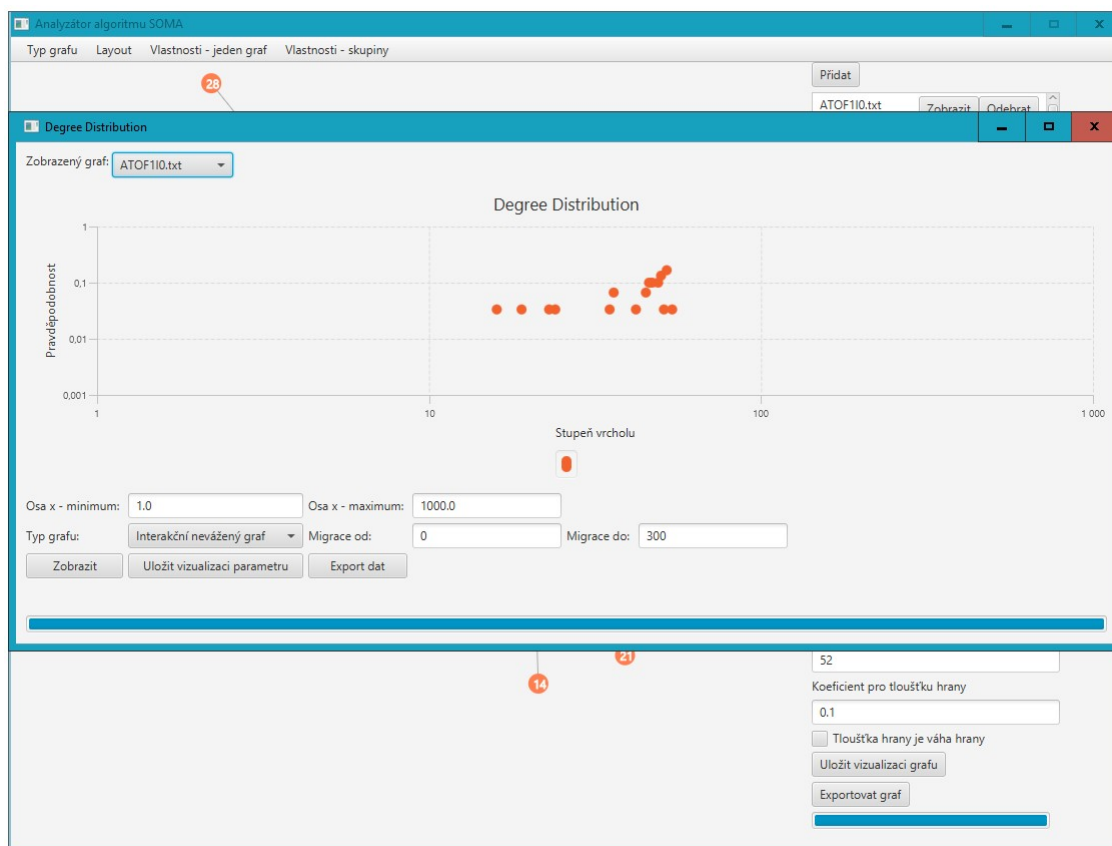 Analyzátor algoritmu SOMA
Typ grafu Layout Vlastnosti - jeden graf Vlastnosti - skupiny
28
Přidat
ATOF1I0.txt Zobrazit Odebrat
Degree Distribution
Zobrazený graf: ATOF1I0.txt
Degree Distribution
Pravděpodobnost
1
0,1
0,01
0,001
1 10 100 1 000
Stupeň vrcholu
Osa x - minimum: 1.0 Osa x - maximum: 1000.0
Typ grafu: Interakční nevážený graf Migrace od: 0 Migrace do: 300
Zobrazit Uložit vizualizaci parametru Export dat
21
14
52
Koeficient pro tloušťku hrany
0.1
Tloušťka hrany je váha hrany
Uložit vizualizaci grafu
Exportovat graf